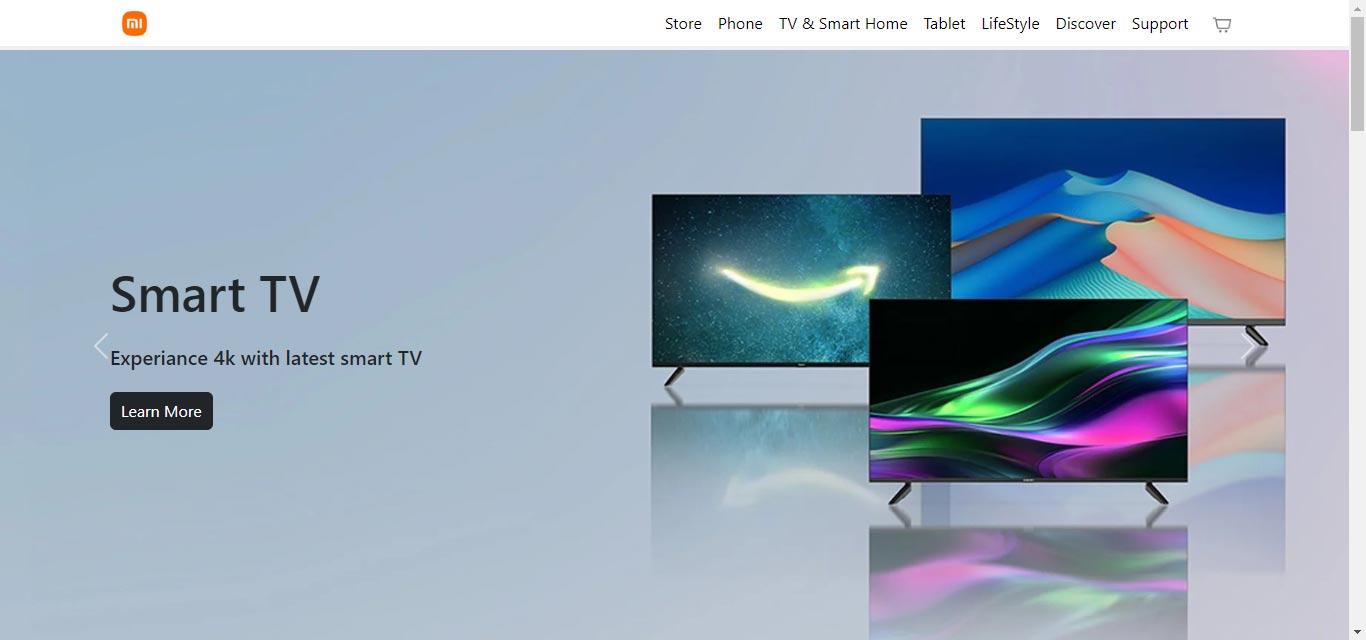 mi
Store Phone TV & Smart Home Tablet LifeStyle Discover Support
Smart TV
Experiance 4k with latest smart TV
Learn More